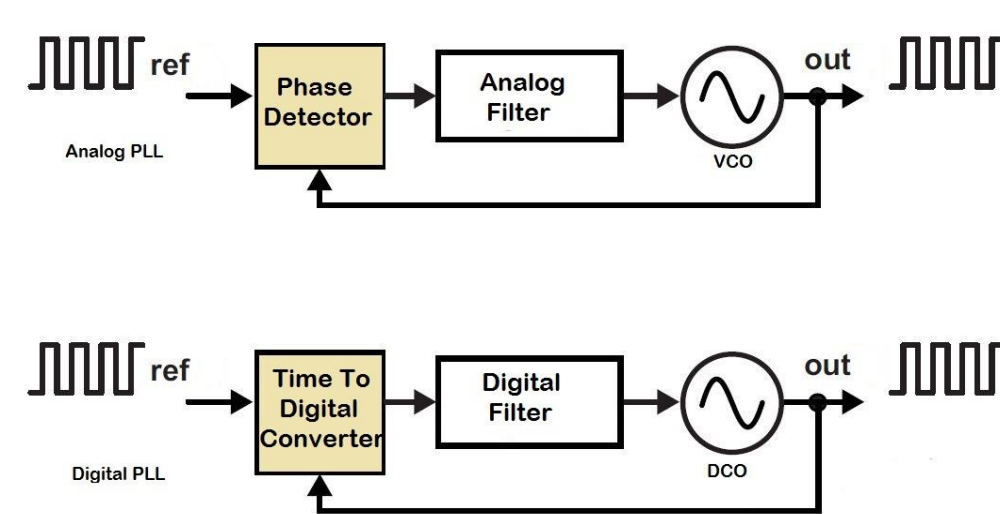 ref
Phase
Detector
Analog
Filter
out
Analog PLL
VCO
ref
Time To
Digital
Converter
Digital
Filter
out
Digital PLL
DCO